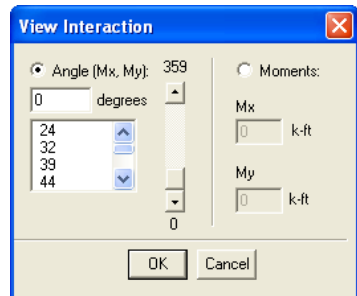 View Interaction
Angle (Mx, My): 359 Moments:
0 degrees
Mx
24
32
39
44
0 k-ft
My
0 k-ft
0
OK Cancel